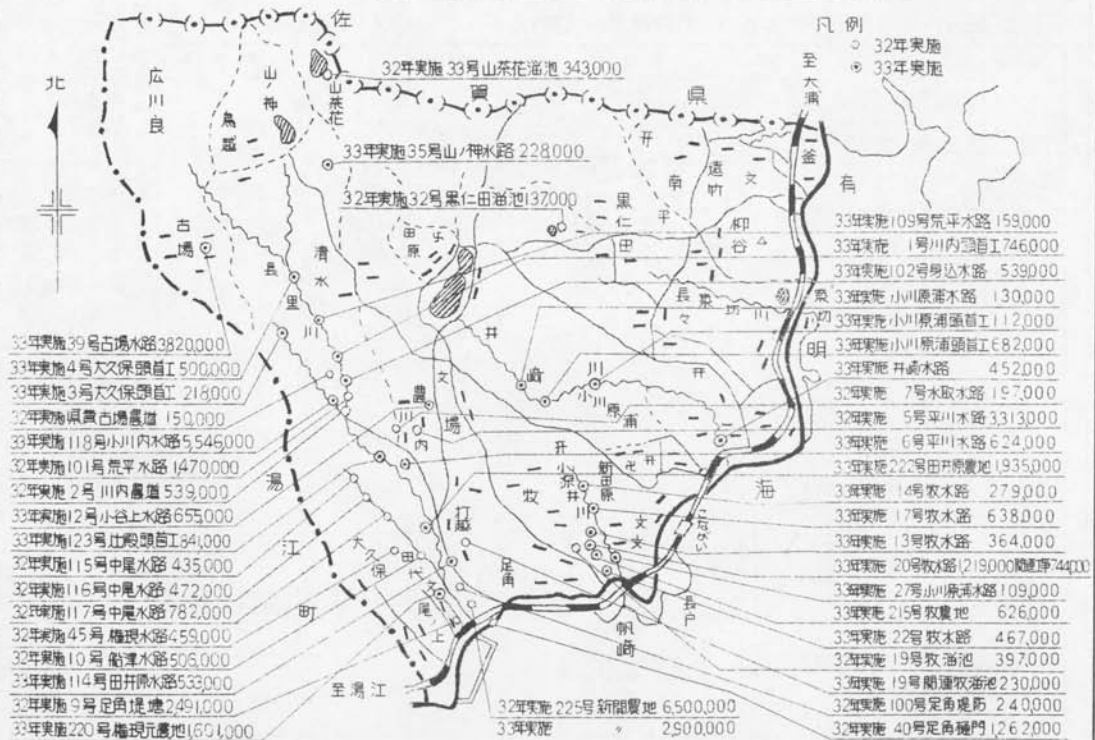 凡例
○ 32年実施
◉ 33年実施
北
佐
賀
県
至大浦
有
明
海
広川良
山ノ神
鳥越
山茶花
32年実施 33号山茶花溜池 343,000
33年実施 35号山ノ神水路 228,000
32年実施 32号黒仁田溜池 137,000
古場
長里川
清水
田原
黒仁田
南平
遠竹
柳谷
釜
長々
井
崎
川
小川原浦
農
場
川内
牧
小原井川
新田原
打越
足角
大久保
田代
尾上
帆崎
長戸
こながい
湯江町
至湯江
33年実施 39号古場水路 3,820,000
33年実施 4号大久保頭首工 500,000
33年実施 3号大久保頭首工 218,000
32年実施 県費古場農道 150,000
33年実施 118号小川内水路 5,546,000
32年実施 101号荒平水路 1,470,000
32年実施 2号川内農道 539,000
33年実施 12号小谷上水路 655,000
33年実施 123号辻殿頭首工 841,000
32年実施 115号中尾水路 435,000
32年実施 116号中尾水路 472,000
32年実施 117号中尾水路 782,000
32年実施 45号権現水路 459,000
32年実施 10号船津水路 506,000
33年実施 114号田井原水路 533,000
32年実施 9号足角堤塘 2,491,000
33年実施 220号権現元農地 1,601,000
33年実施 109号荒平水路 159,000
33年実施 1号川内頭首工 746,000
33年実施 102号身込水路 539,000
33年実施 小川原浦水路 130,000
33年実施 小川原浦頭首工 112,000
33年実施 小川原浦頭首工 682,000
33年実施 井崎水路 452,000
32年実施 7号水取水路 197,000
32年実施 5号平川水路 3,313,000
33年実施 6号平川水路 624,000
33年実施 222号田井原農地 1,935,000
33年実施 14号牧水路 279,000
33年実施 17号牧水路 638,000
33年実施 13号牧水路 364,000
33年実施 20号牧水路 1,219,000 関連 744,000
33年実施 27号小川原浦水路 109,000
33年実施 215号牧農地 626,000
33年実施 22号牧水路 467,000
32年実施 19号牧溜池 397,000
33年実施 19号関連牧溜池 230,000
32年実施 100号足角堤防 240,000
32年実施 40号足角樋門 1,262,000
32年実施 225号新開農地 6,500,000
33年実施 〃 2,900,000